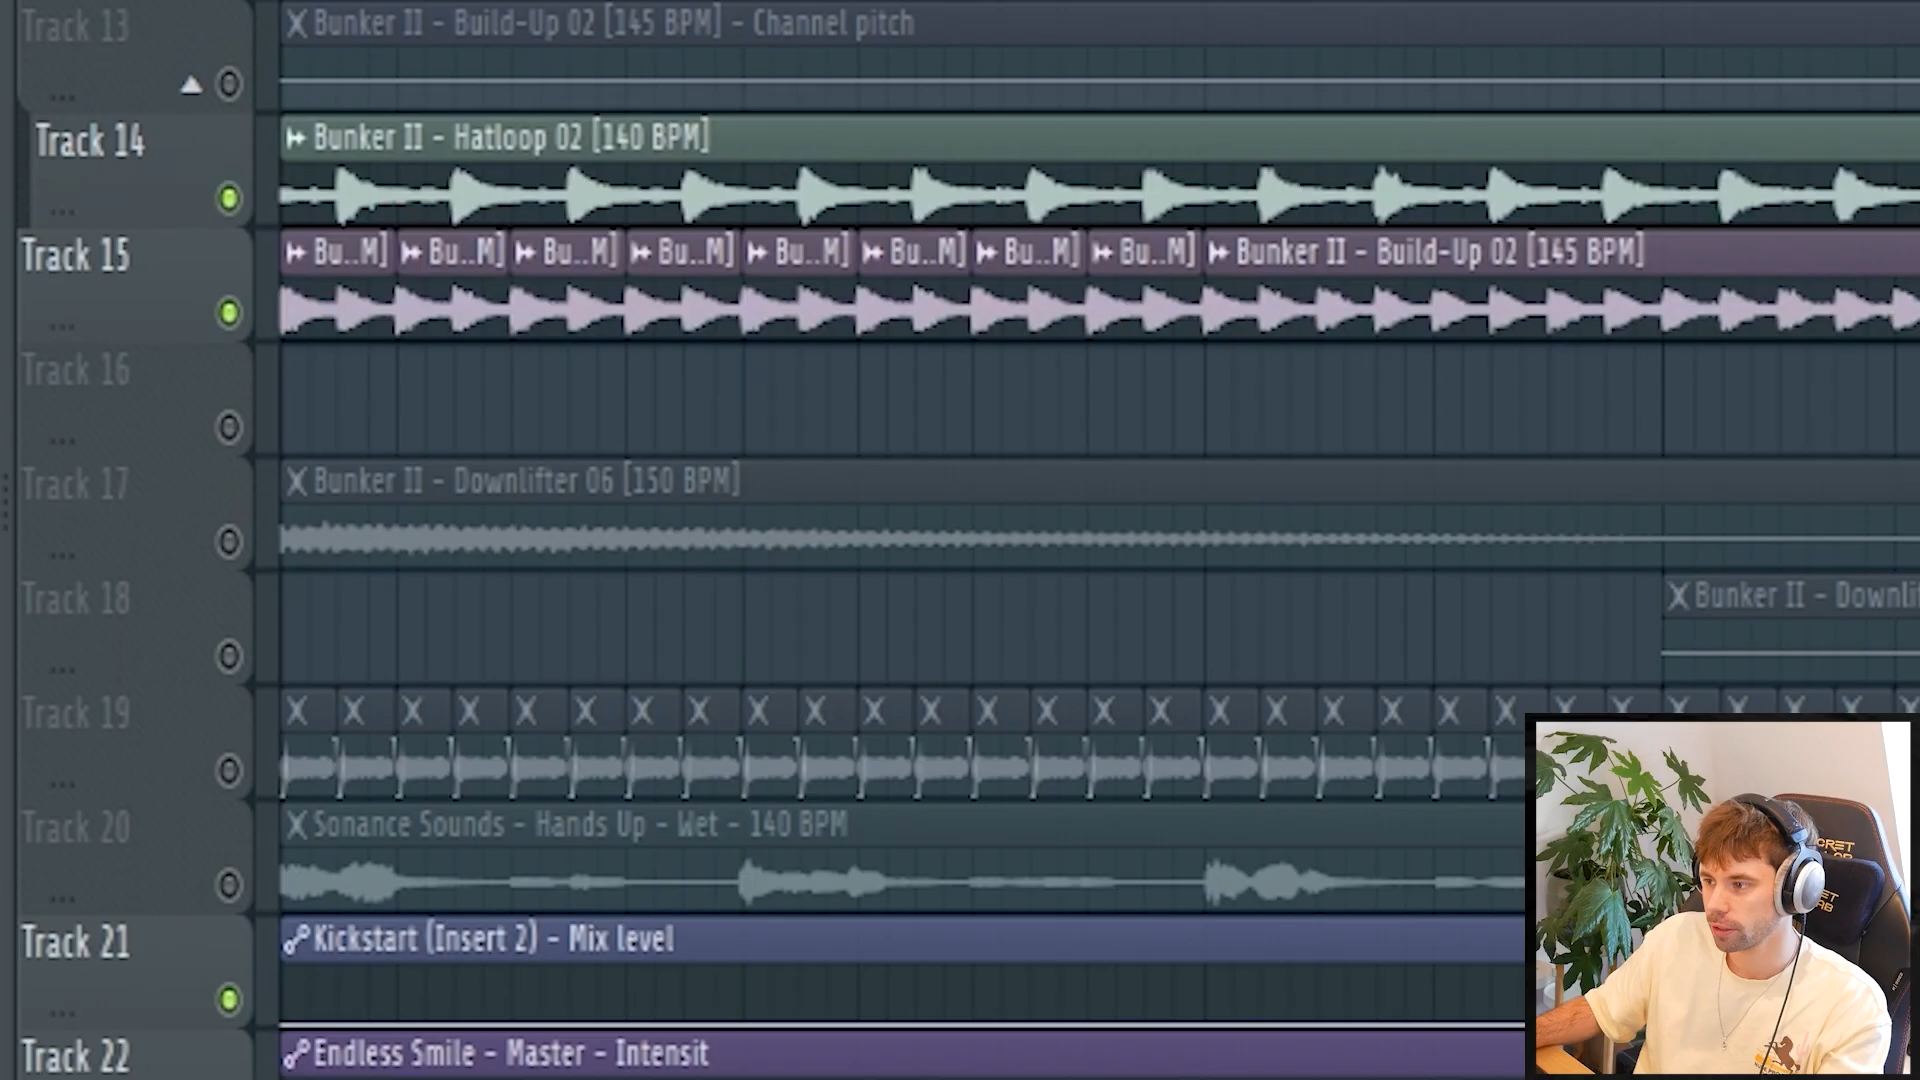 Track 13
Bunker II - Build-Up 02 [145 BPM] - Channel pitch
Track 14
Bunker II - Hatloop 02 [140 BPM]
Track 15
Bu..M] Bu..M] Bu..M] Bu..M] Bu..M] Bu..M] Bu..M] Bu..M] Bunker II - Build-Up 02 [145 BPM]
Track 16
Track 17
Bunker II - Downlifter 06 [150 BPM]
Track 18
Bunker II - Downlif
Track 19
Track 20
Sonance Sounds - Hands Up - Wet - 140 BPM
Track 21
Kickstart (Insert 2) - Mix level
Track 22
Endless Smile - Master - Intensit